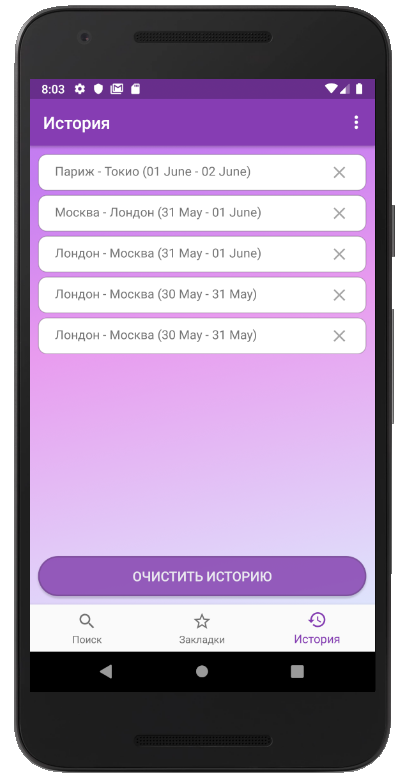 8:03
История
Париж - Токио (01 June - 02 June)
Москва - Лондон (31 May - 01 June)
Лондон - Москва (31 May - 01 June)
Лондон - Москва (30 May - 31 May)
Лондон - Москва (30 May - 31 May)
ОЧИСТИТЬ ИСТОРИЮ
Поиск
Закладки
История